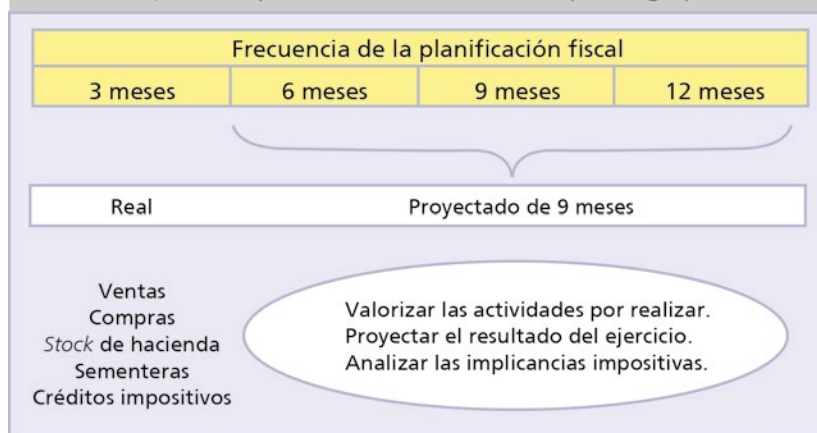 Frecuencia de la planificación fiscal
3 meses 6 meses 9 meses 12 meses
Real Proyectado de 9 meses
Ventas
Compras
Stock de hacienda
Sementeras
Créditos impositivos
Valorizar las actividades por realizar.
Proyectar el resultado del ejercicio.
Analizar las implicancias impositivas.